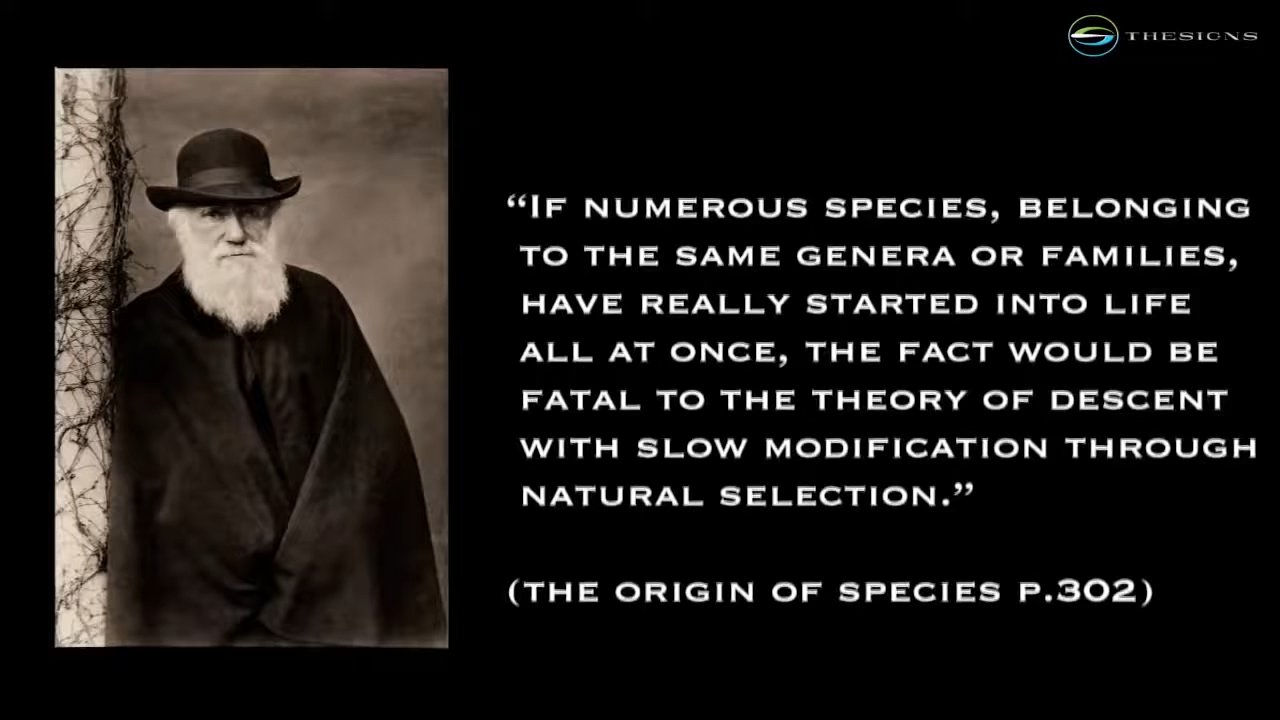 THESIGNS
“IF NUMEROUS SPECIES, BELONGING
TO THE SAME GENERA OR FAMILIES,
HAVE REALLY STARTED INTO LIFE
ALL AT ONCE, THE FACT WOULD BE
FATAL TO THE THEORY OF DESCENT
WITH SLOW MODIFICATION THROUGH
NATURAL SELECTION.”
(THE ORIGIN OF SPECIES P.302)